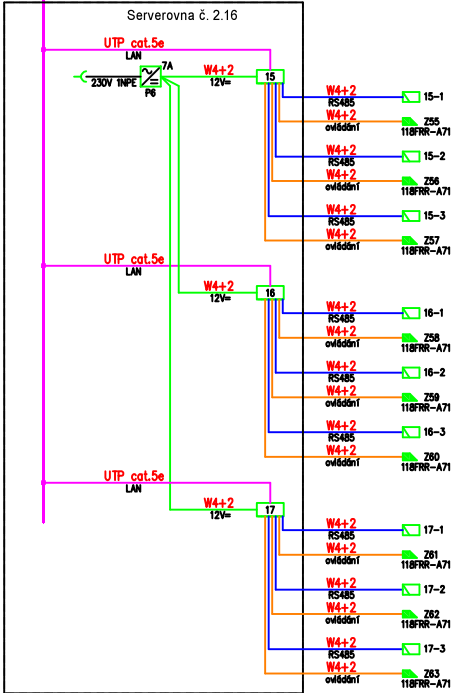 Serverovna č. 2.16
UTP cat.5e
LAN
7A
230V 1NPE
P6
W4+2
12V=
15
W4+2
RS485
15-1
W4+2
ovládání
Z55
118FRR-A71
W4+2
RS485
15-2
W4+2
ovládání
Z56
118FRR-A71
W4+2
RS485
15-3
W4+2
ovládání
Z57
118FRR-A71
UTP cat.5e
LAN
W4+2
12V=
16
W4+2
RS485
16-1
W4+2
ovládání
Z58
118FRR-A71
W4+2
RS485
16-2
W4+2
ovládání
Z59
118FRR-A71
W4+2
RS485
16-3
W4+2
ovládání
Z60
118FRR-A71
UTP cat.5e
LAN
W4+2
12V=
17
W4+2
RS485
17-1
W4+2
ovládání
Z61
118FRR-A71
W4+2
RS485
17-2
W4+2
ovládání
Z62
118FRR-A71
W4+2
RS485
17-3
W4+2
ovládání
Z63
118FRR-A71